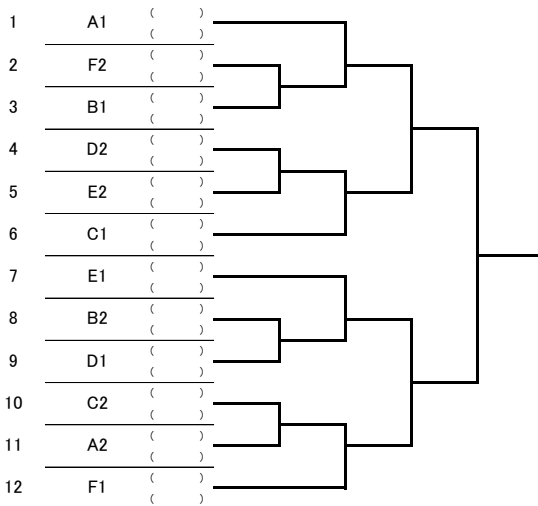 1 A1 ( )
( )
2 F2 ( )
( )
3 B1 ( )
( )
4 D2 ( )
( )
5 E2 ( )
( )
6 C1 ( )
( )
7 E1 ( )
( )
8 B2 ( )
( )
9 D1 ( )
( )
10 C2 ( )
( )
11 A2 ( )
( )
12 F1 ( )
( )